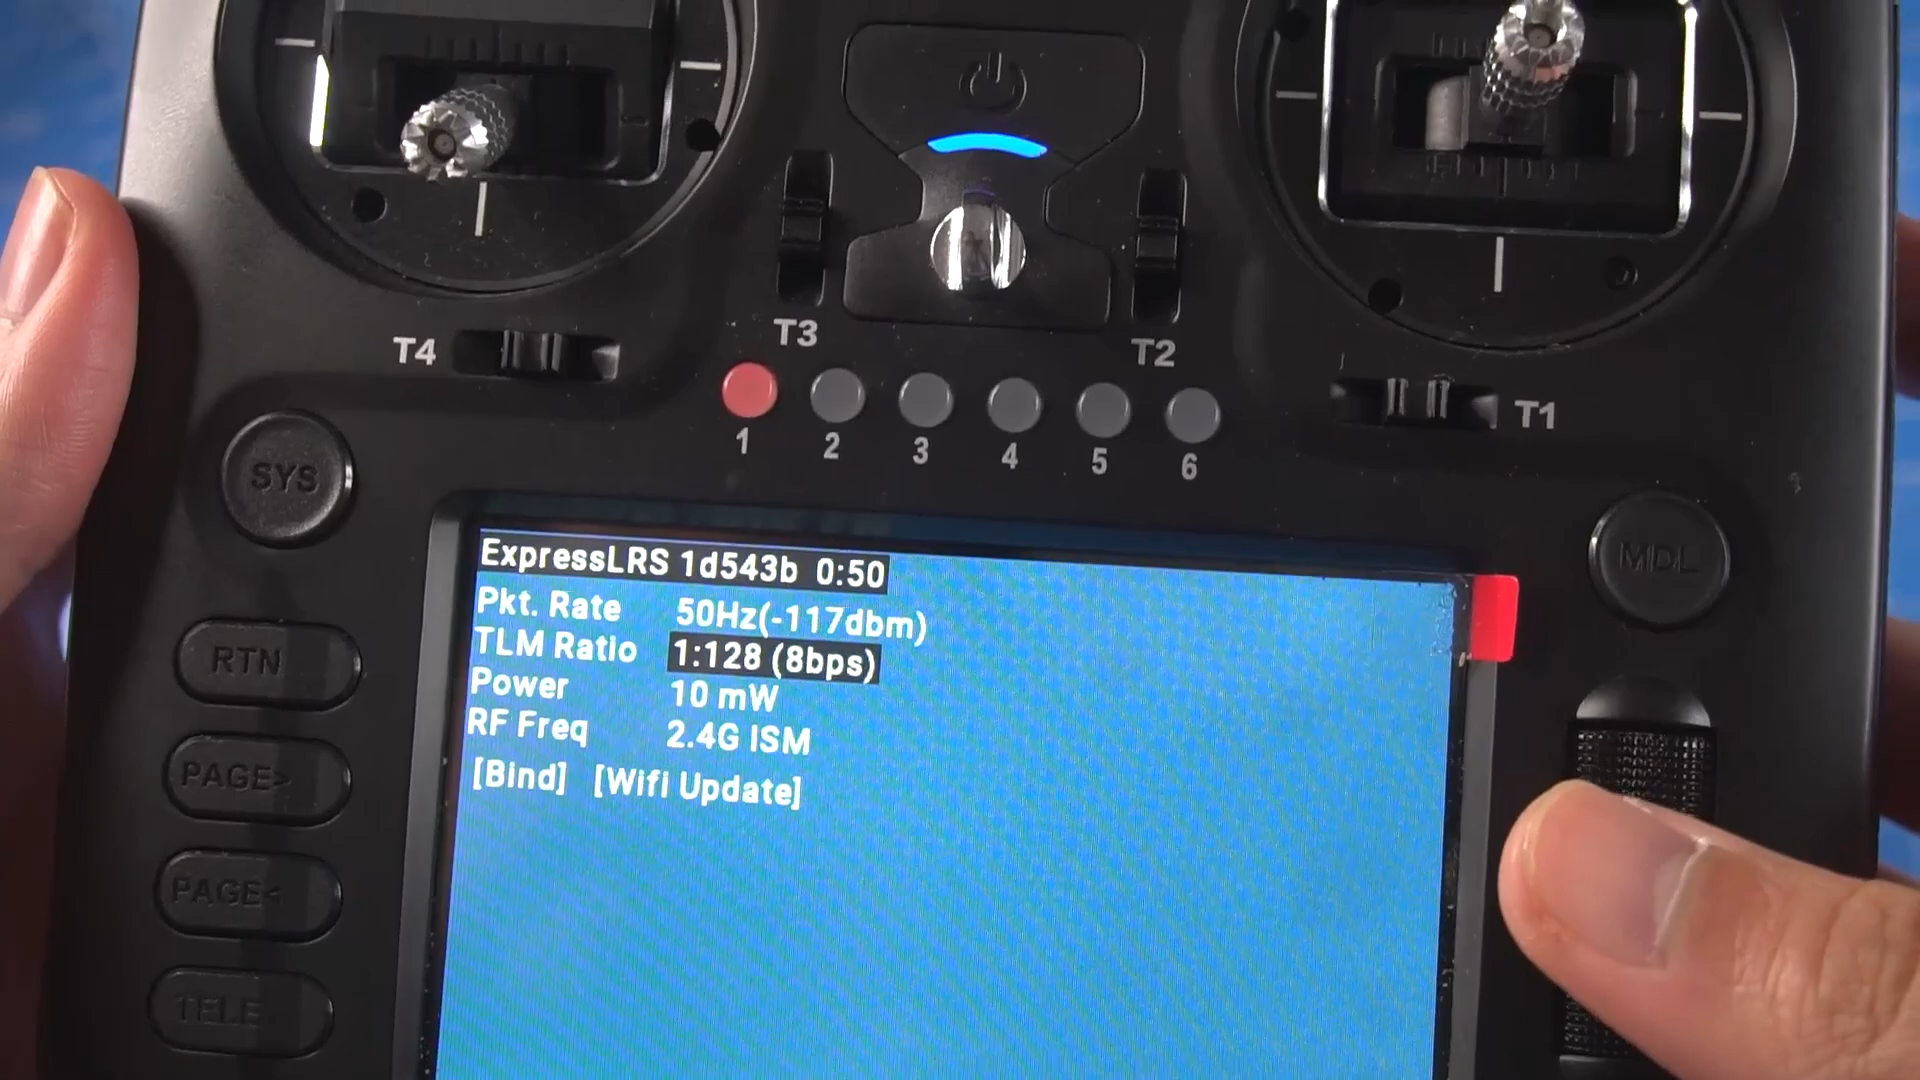 T4
T3
T2
T1
1 2 3 4 5 6
SYS
MDL
ExpressLRS 1d543b 0:50
Pkt. Rate 50Hz(-117dbm)
TLM Ratio 1:128 (8bps)
Power 10 mW
RF Freq 2.4G ISM
[Bind] [Wifi Update]
RTN
PAGE>
PAGE<
TELE